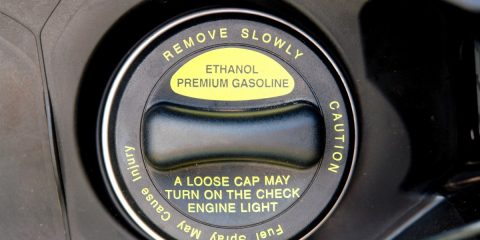 REMOVE SLOWLY
ETHANOL
PREMIUM GASOLINE
CAUTION
A LOOSE CAP MAY
TURN ON THE CHECK
ENGINE LIGHT
Fuel Spray May Cause Injury